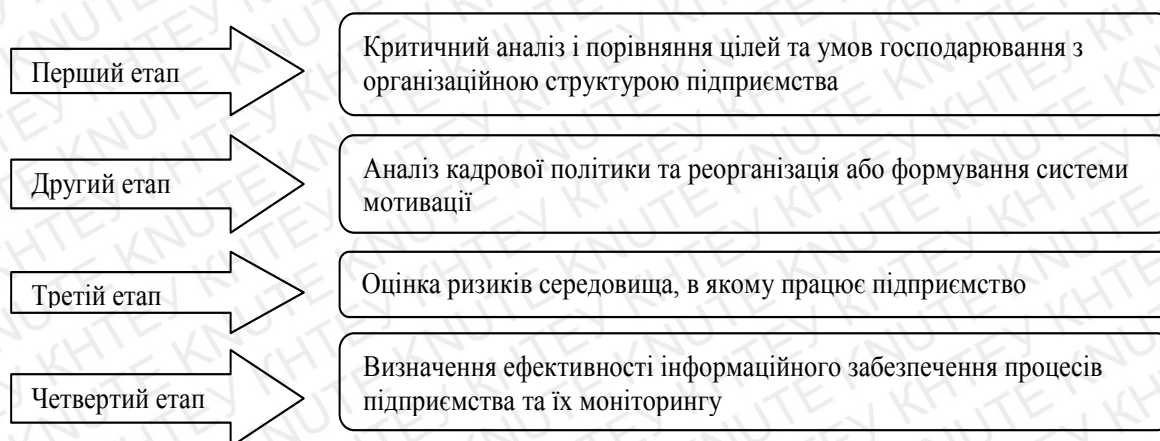 Перший етап
Критичний аналіз і порівняння цілей та умов господарювання з
організаційною структурою підприємства
Другий етап
Аналіз кадрової політики та реорганізація або формування системи
мотивації
Третій етап
Оцінка ризиків середовища, в якому працює підприємство
Четвертий етап
Визначення ефективності інформаційного забезпечення процесів
підприємства та їх моніторингу